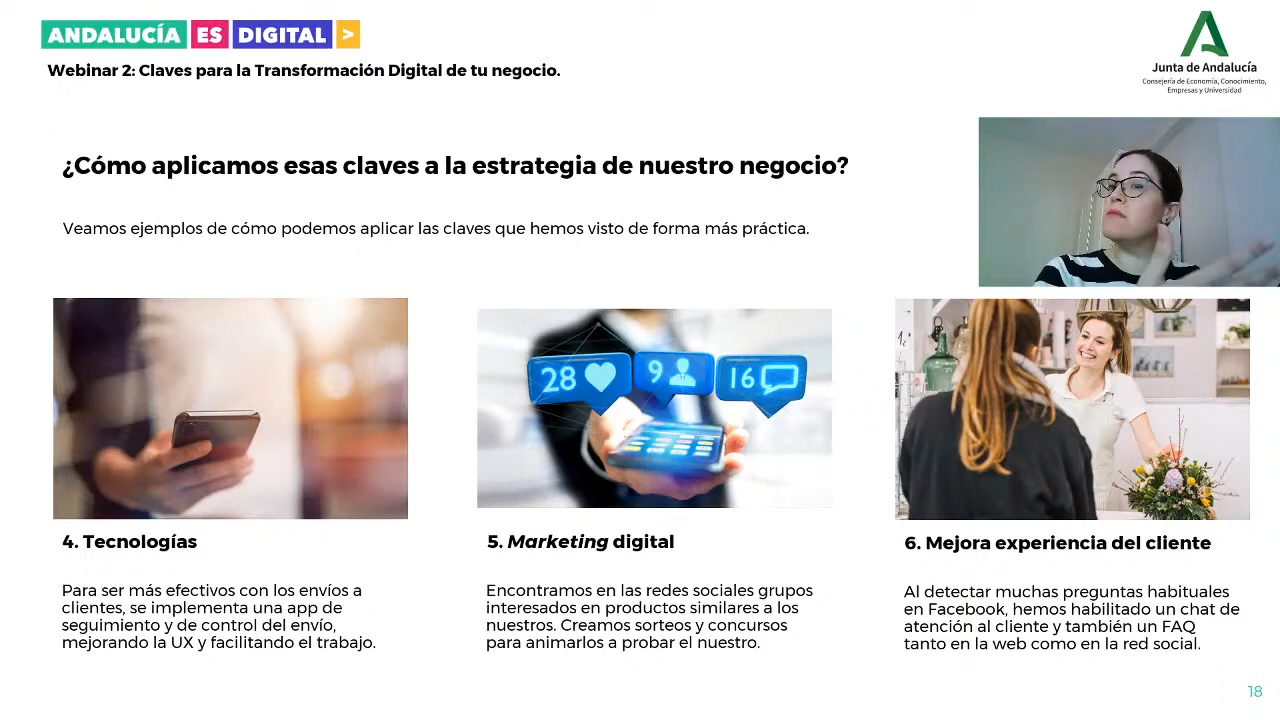 ANDALUCÍA ES DIGITAL >
Webinar 2: Claves para la Transformación Digital de tu negocio.
Junta de Andalucía
Consejería de Economía, Conocimiento,
Empresas y Universidad
¿Cómo aplicamos esas claves a la estrategia de nuestro negocio?
Veamos ejemplos de cómo podemos aplicar las claves que hemos visto de forma más práctica.
28
9
16
4. Tecnologías
Para ser más efectivos con los envíos a
clientes, se implementa una app de
seguimiento y de control del envío,
mejorando la UX y facilitando el trabajo.
5. Marketing digital
Encontramos en las redes sociales grupos
interesados en productos similares a los
nuestros. Creamos sorteos y concursos
para animarlos a probar el nuestro.
6. Mejora experiencia del cliente
Al detectar muchas preguntas habituales
en Facebook, hemos habilitado un chat de
atención al cliente y también un FAQ
tanto en la web como en la red social.
18